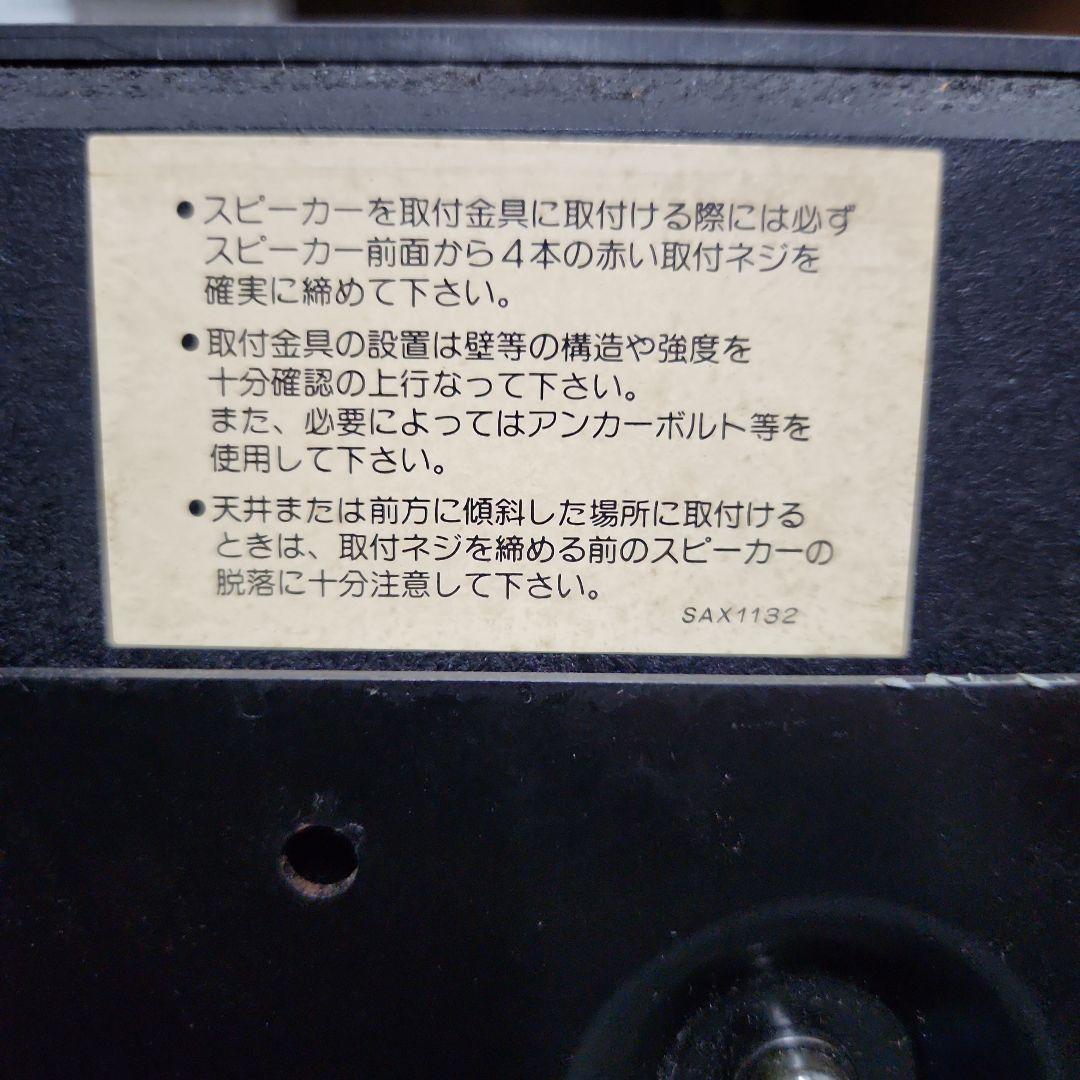 ●スピーカーを取付金具に取付ける際には必ず
スピーカー前面から4本の赤い取付ネジを
確実に締めて下さい。
●取付金具の設置は壁等の構造や強度を
十分確認の上行なって下さい。
また、必要によってはアンカーボルト等を
使用して下さい。
●天井または前方に傾斜した場所に取付ける
ときは、取付ネジを締める前のスピーカーの
脱落に十分注意して下さい。
SAX1132